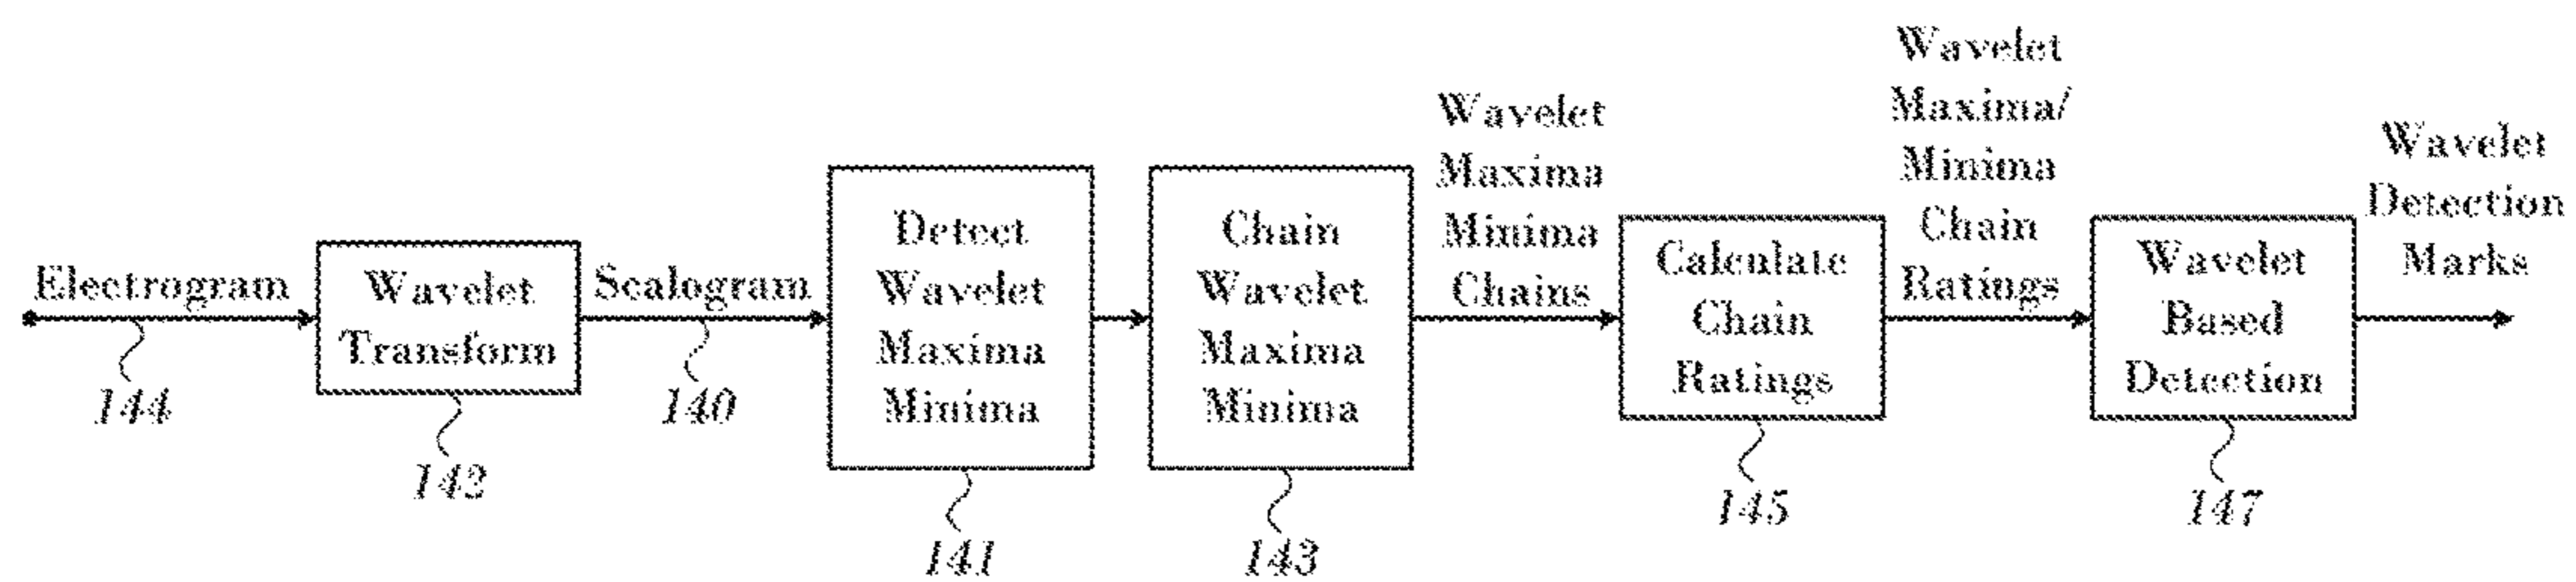 Electrogram
144
Wavelet
Transform
142
Scalogram
140
Detect
Wavelet
Maxima
Minima
141
Chain
Wavelet
Maxima
Minima
143
Wavelet
Maxima
Minima
Chains
Calculate
Chain
Ratings
145
Wavelet
Maxima/
Minima
Chain
Ratings
Wavelet
Based
Detection
147
Wavelet
Detection
Marks